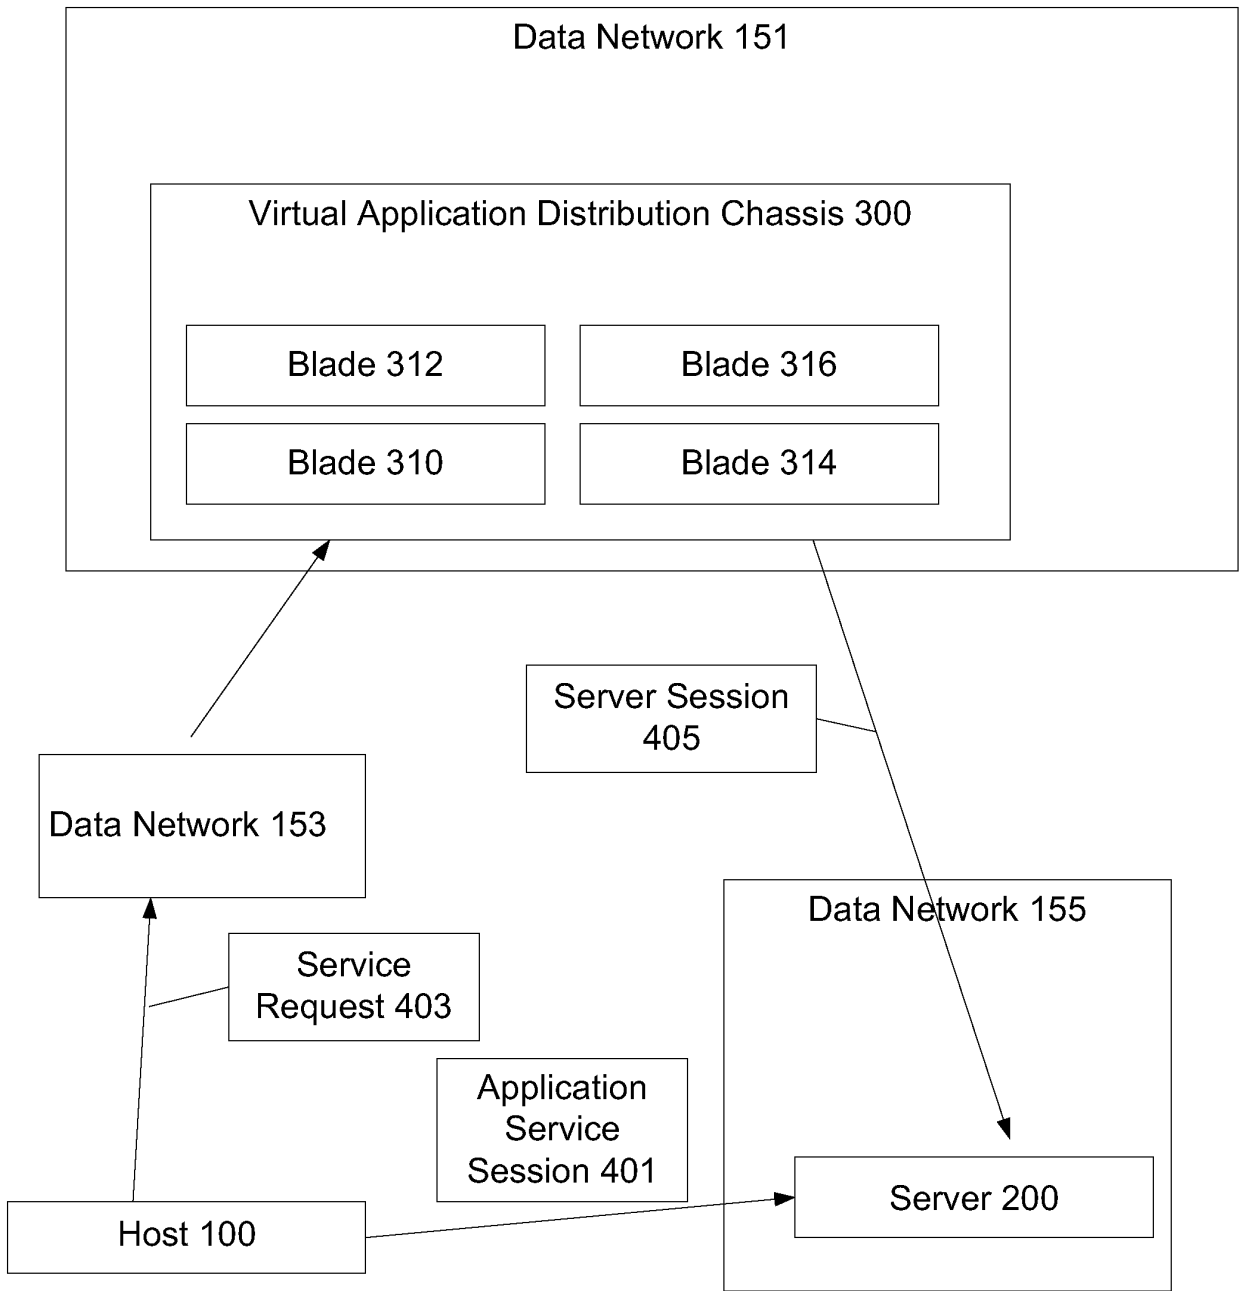 Data Network 151
Virtual Application Distribution Chassis 300
Blade 312
Blade 316
Blade 310
Blade 314
Server Session
405
Data Network 153
Data Network 155
Service
Request 403
Application
Service
Session 401
Server 200
Host 100